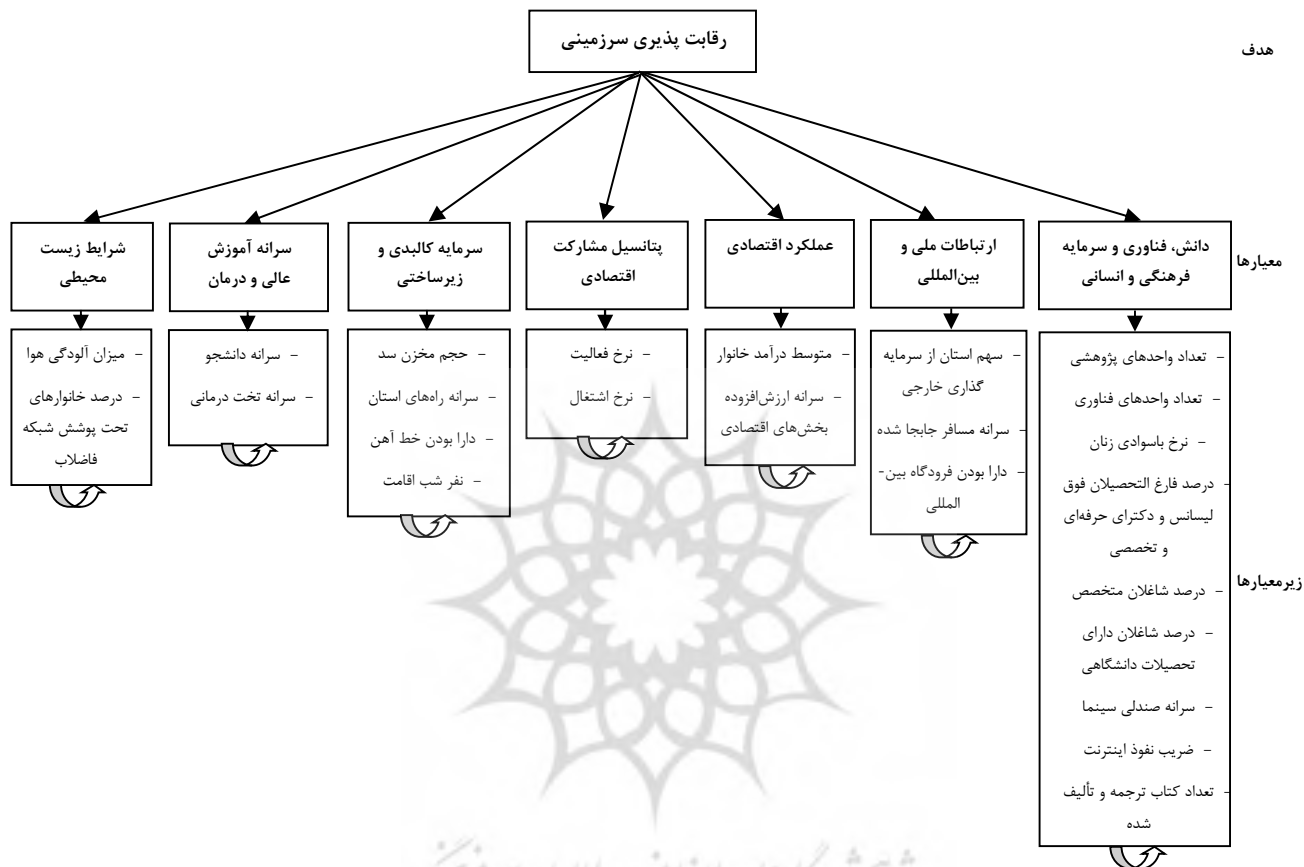 رقابت پذیری سرزمینی
هدف
معیارها
دانش، فناوری و سرمایه
فرهنگی و انسانی
ارتباطات ملی و
بین‌المللی
عملکرد اقتصادی
پتانسیل مشارکت
اقتصادی
سرمایه کالبدی و
زیرساختی
سرانه آموزش
عالی و درمان
شرایط زیست
محیطی
زیرمعیارها
- تعداد واحدهای پژوهشی
- تعداد واحدهای فناوری
- نرخ باسوادی زنان
- درصد فارغ التحصیلان فوق
لیسانس و دکترای حرفه‌ای
و تخصصی
- درصد شاغلان متخصص
- درصد شاغلان دارای
تحصیلات دانشگاهی
- سرانه صندلی سینما
- ضریب نفوذ اینترنت
- تعداد کتاب ترجمه و تألیف
شده
- سهم استان از سرمایه
گذاری خارجی
- سرانه مسافر جابجا شده
- دارا بودن فرودگاه بین-
المللی
- متوسط درآمد خانوار
- سرانه ارزش‌افزوده
بخش‌های اقتصادی
- نرخ فعالیت
- نرخ اشتغال
- حجم مخزن سد
- سرانه راه‌های استان
- دارا بودن خط آهن
- نفر شب اقامت
- سرانه دانشجو
- سرانه تخت درمانی
- میزان آلودگی هوا
- درصد خانوارهای
تحت پوشش شبکه
فاضلاب